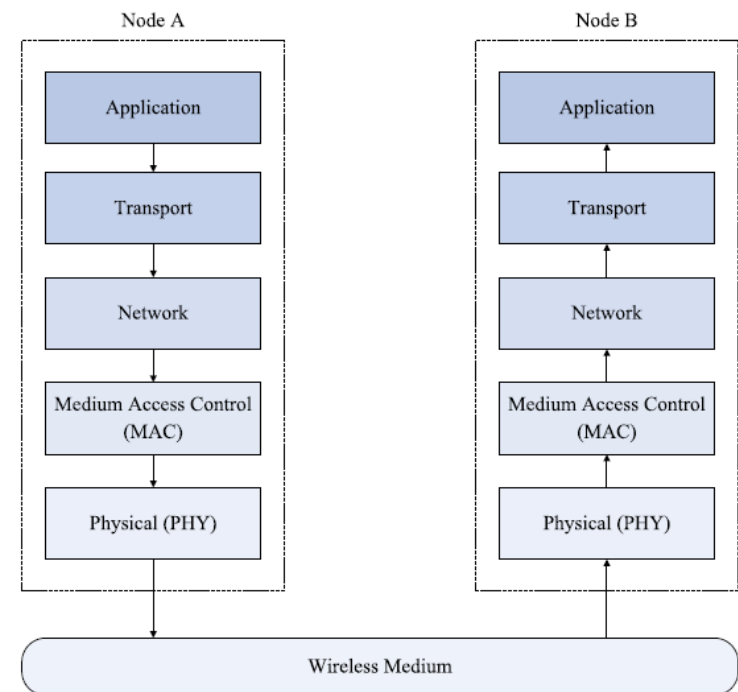 Node A
Node B
Application
Application
Transport
Transport
Network
Network
Medium Access Control
(MAC)
Medium Access Control
(MAC)
Physical (PHY)
Physical (PHY)
Wireless Medium